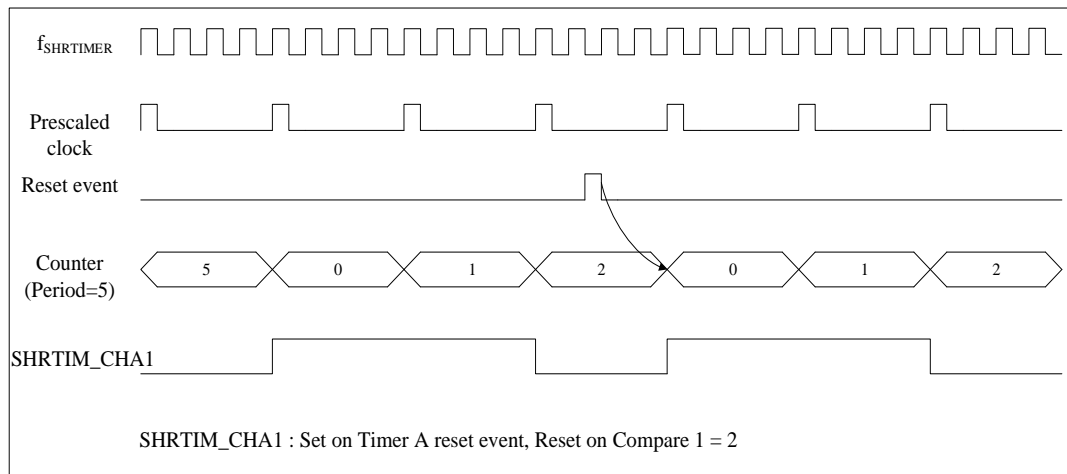 fSHRTIMER
Prescaled
clock
Reset event
Counter
(Period=5)
5 0 1 2 0 1 2
SHRTIM_CHA1
SHRTIM_CHA1 : Set on Timer A reset event, Reset on Compare 1 = 2